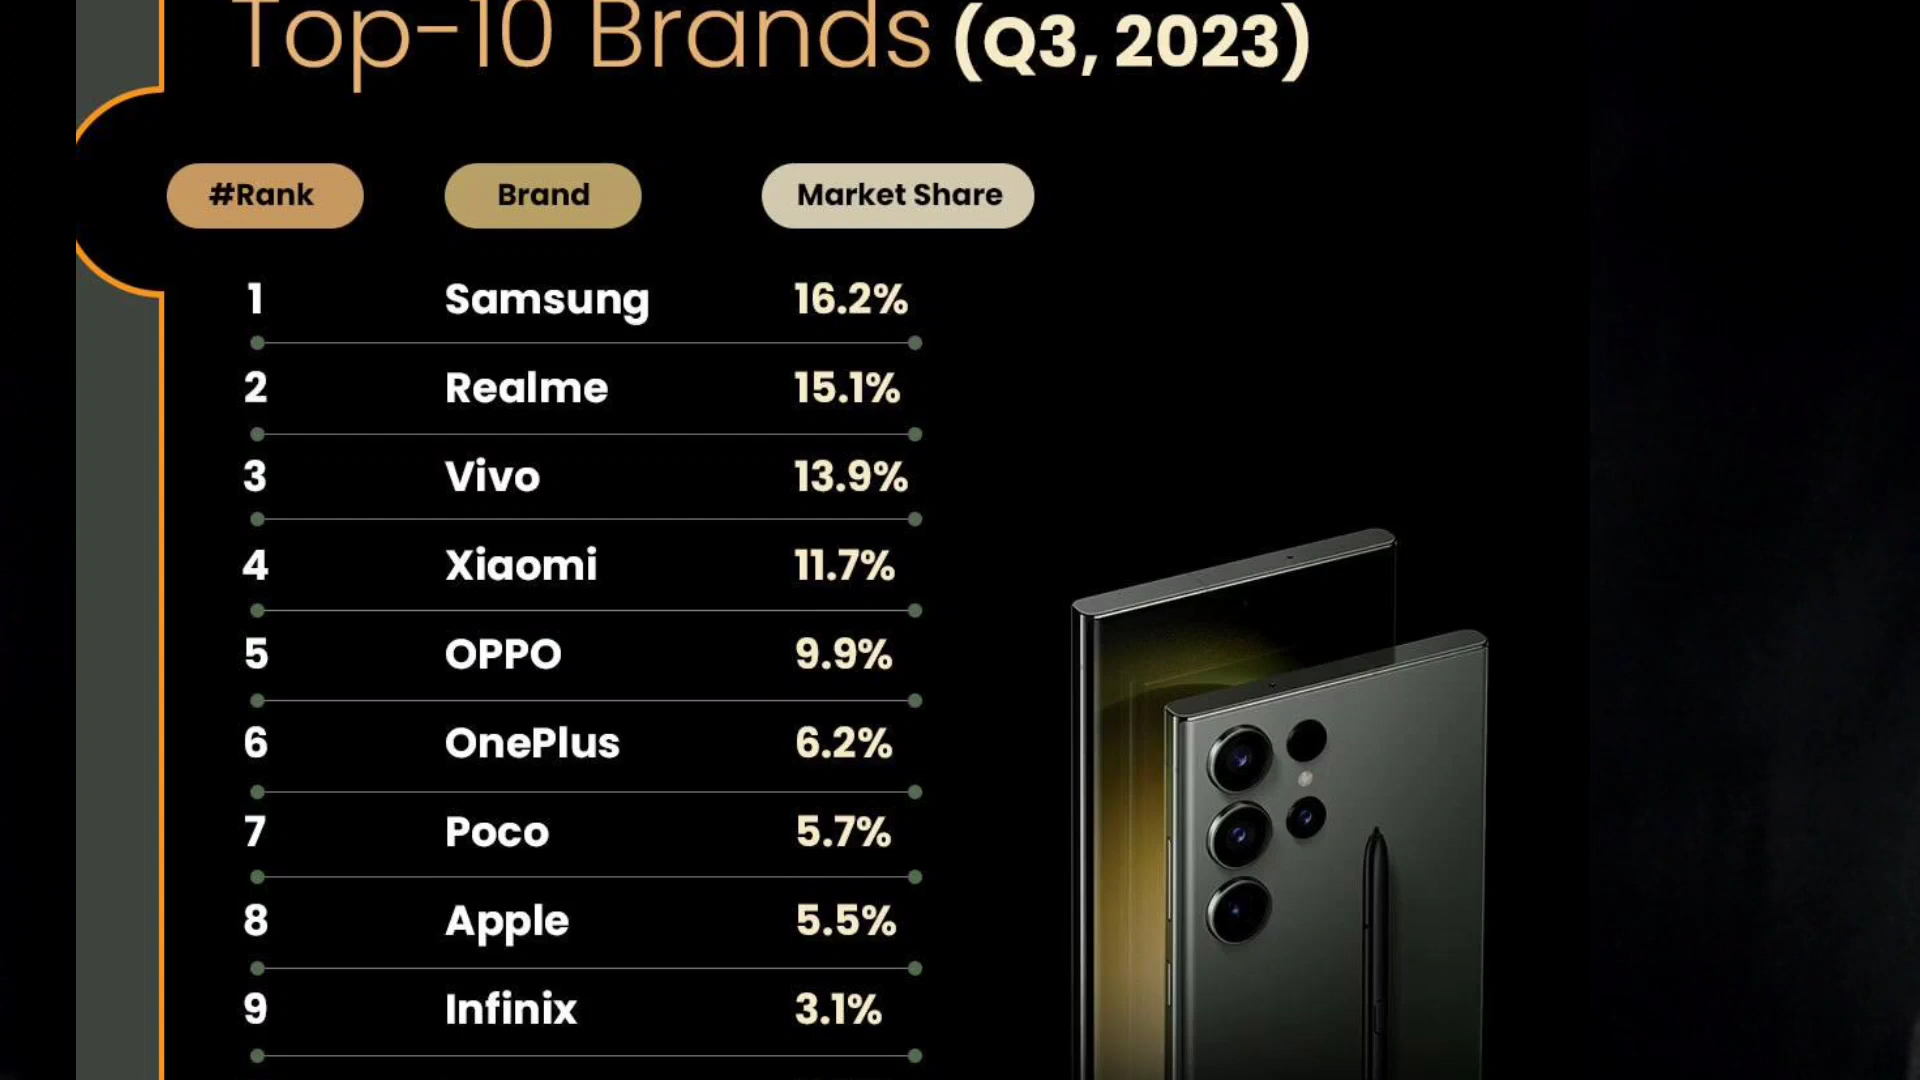 Top-10 Brands (Q3, 2023)
#Rank Brand Market Share
1 Samsung 16.2%
2 Realme 15.1%
3 Vivo 13.9%
4 Xiaomi 11.7%
5 OPPO 9.9%
6 OnePlus 6.2%
7 Poco 5.7%
8 Apple 5.5%
9 Infinix 3.1%